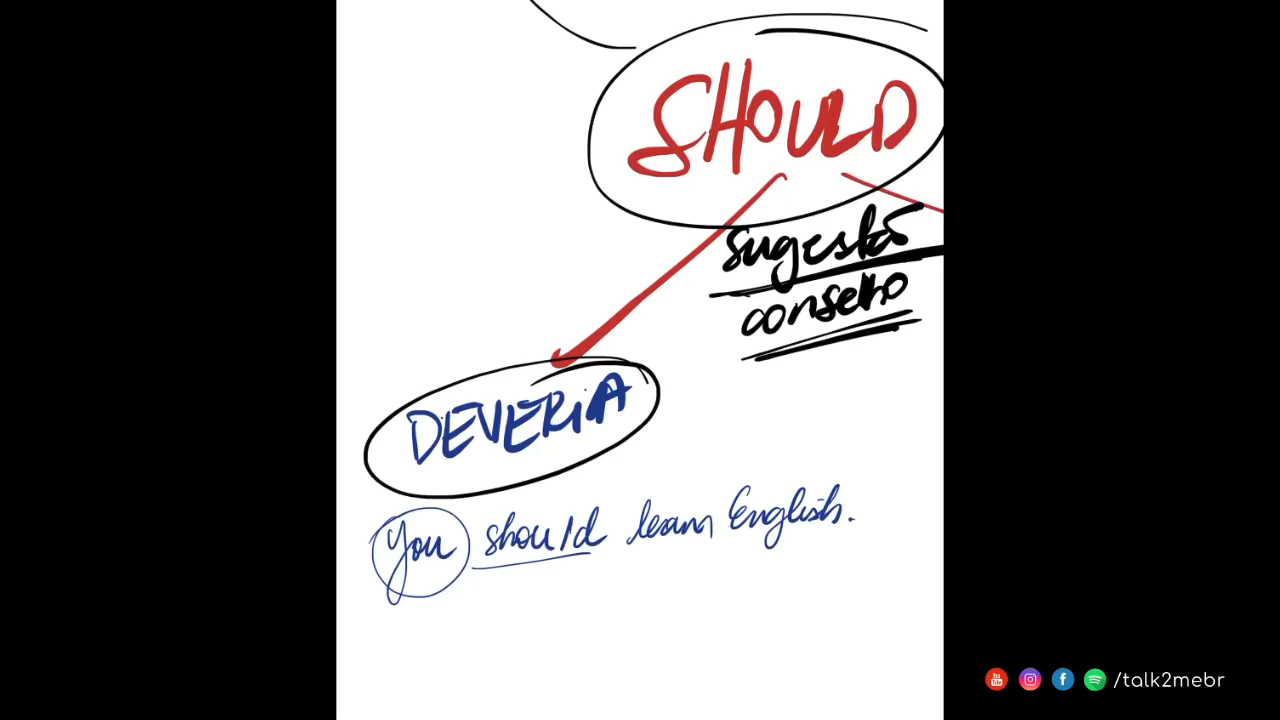 SHOULD
sugestão
conselho
DEVERIA
You should learn English.
/talk2mebr